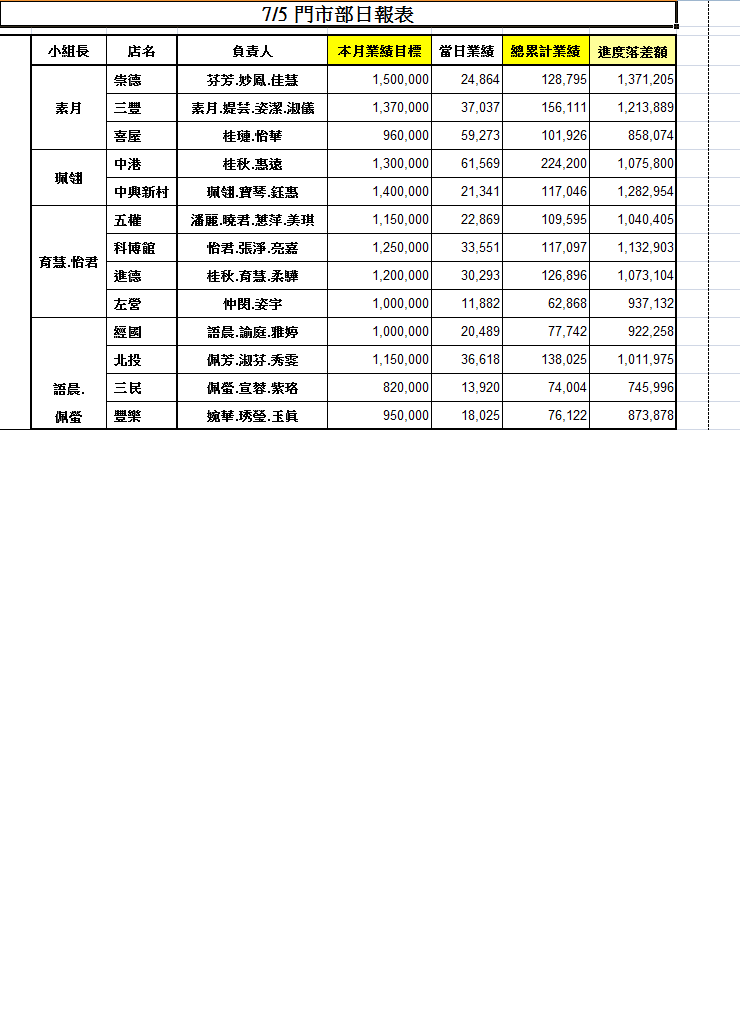 7/5 門市部日報表
小組長 店名 負責人 本月業績目標 當日業績 總累計業績 進度落差額
素月 崇德 芬芳.妙鳳.佳慧 1,500,000 24,864 128,795 1,371,205
三豐 素月.媞芸.姿潔.淑儀 1,370,000 37,037 156,111 1,213,889
喜屋 桂璉.怡華 960,000 59,273 101,926 858,074
珮翎 中港 桂秋.惠遠 1,300,000 61,569 224,200 1,075,800
中興新村 珮翎.寶琴.鈺惠 1,400,000 21,341 117,046 1,282,954
育慧.怡君 五權 潘麗.曉君.慧萍.美琪 1,150,000 22,869 109,595 1,040,405
科博館 怡君.張淨.亮嘉 1,250,000 33,551 117,097 1,132,903
進德 桂秋.育慧.柔驊 1,200,000 30,293 126,896 1,073,104
左營 仲閔.姿宇 1,000,000 11,882 62,868 937,132
經國 語晨.諭庭.雅婷 1,000,000 20,489 77,742 922,258
北投 佩芳.淑芬.秀雯 1,150,000 36,618 138,025 1,011,975
語晨. 三民 佩螢.宣蓉.紫珞 820,000 13,920 74,004 745,996
佩螢 豐樂 婉華.琇瑩.玉眞 950,000 18,025 76,122 873,878